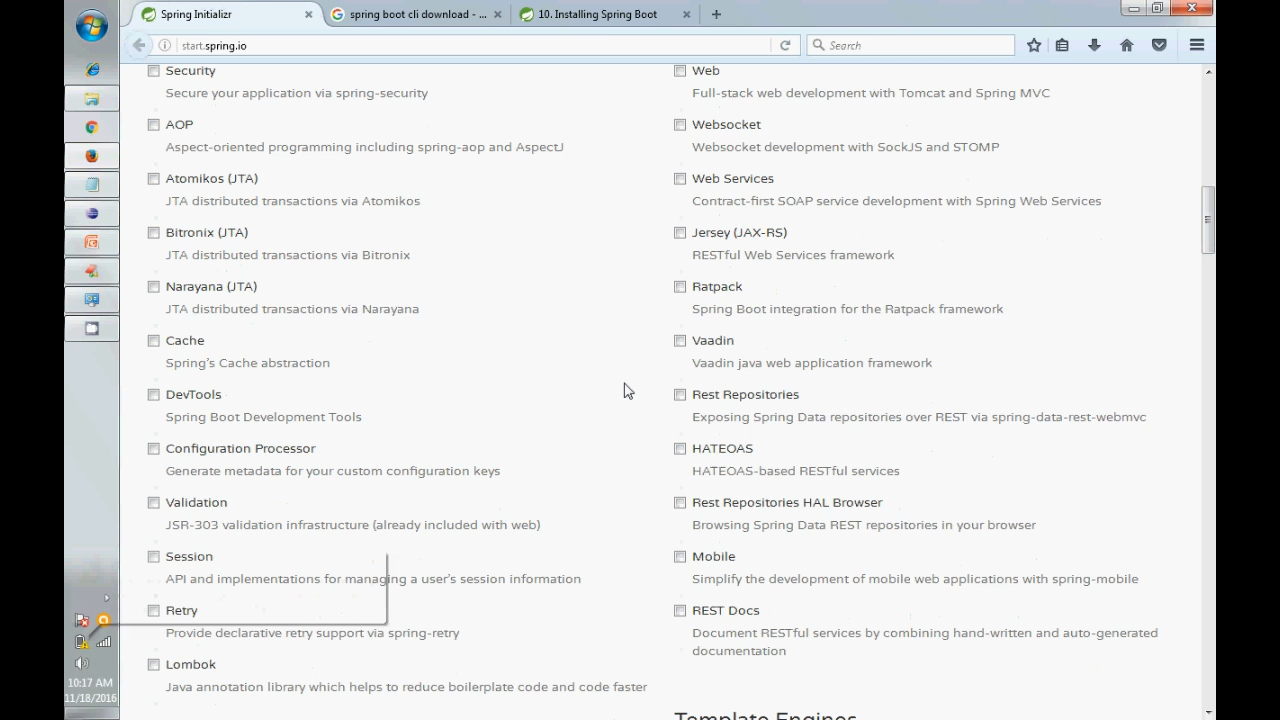 Spring Initializr
spring boot cli download - ...
10. Installing Spring Boot
start.spring.io
Search
Security
Secure your application via spring-security
AOP
Aspect-oriented programming including spring-aop and AspectJ
Atomikos (JTA)
JTA distributed transactions via Atomikos
Bitronix (JTA)
JTA distributed transactions via Bitronix
Narayana (JTA)
JTA distributed transactions via Narayana
Cache
Spring's Cache abstraction
DevTools
Spring Boot Development Tools
Configuration Processor
Generate metadata for your custom configuration keys
Validation
JSR-303 validation infrastructure (already included with web)
Session
API and implementations for managing a user's session information
Retry
Provide declarative retry support via spring-retry
Lombok
Java annotation library which helps to reduce boilerplate code and code faster
Web
Full-stack web development with Tomcat and Spring MVC
Websocket
Websocket development with SockJS and STOMP
Web Services
Contract-first SOAP service development with Spring Web Services
Jersey (JAX-RS)
RESTful Web Services framework
Ratpack
Spring Boot integration for the Ratpack framework
Vaadin
Vaadin java web application framework
Rest Repositories
Exposing Spring Data repositories over REST via spring-data-rest-webmvc
HATEOAS
HATEOAS-based RESTful services
Rest Repositories HAL Browser
Browsing Spring Data REST repositories in your browser
Mobile
Simplify the development of mobile web applications with spring-mobile
REST Docs
Document RESTful services by combining hand-written and auto-generated
documentation
Template Engines
10:17 AM
11/18/2016